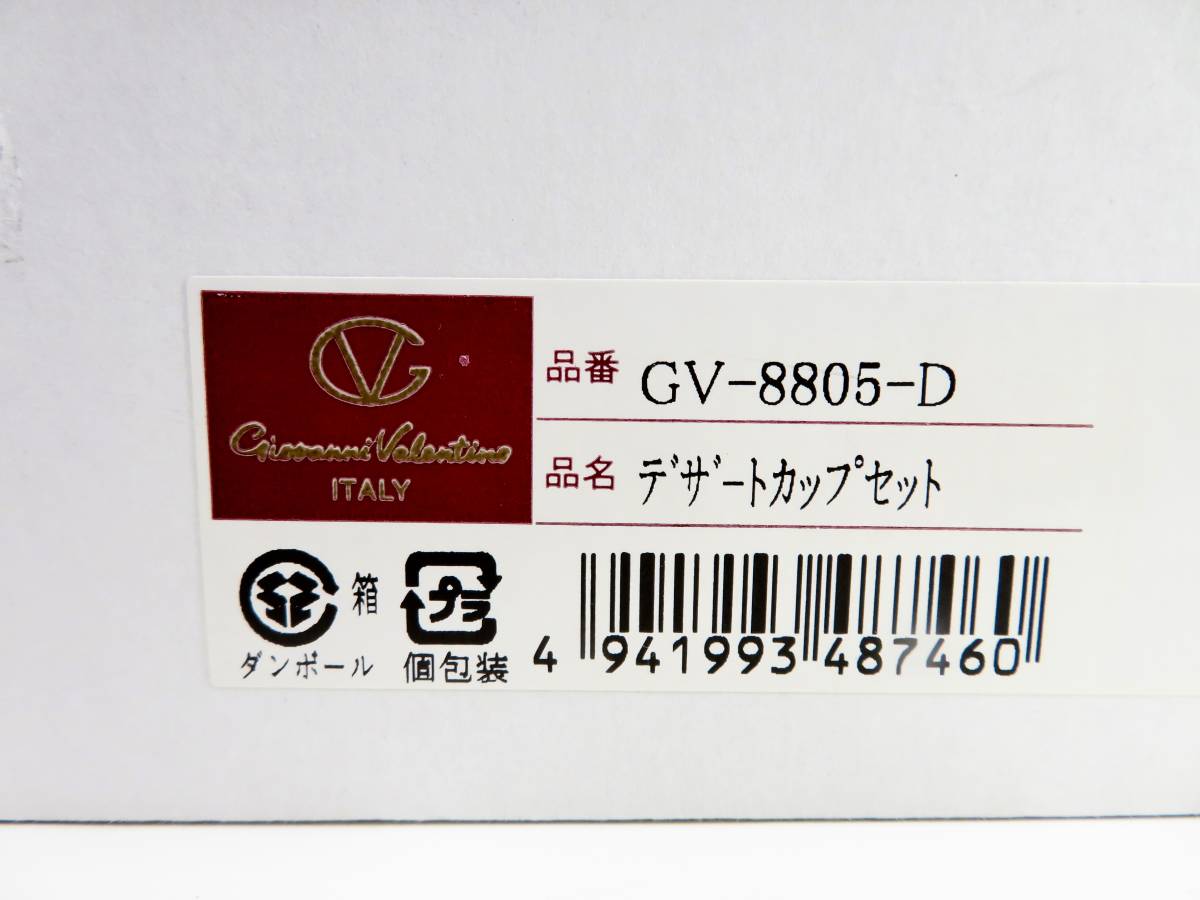 GV
Giovanni Valentino
ITALY
品番 GV-8805-D
品名 ﾃﾞｻﾞｰﾄｶｯﾌﾟｾｯﾄ
箱 プラ
ダンボール 個包装
4 941993 487460